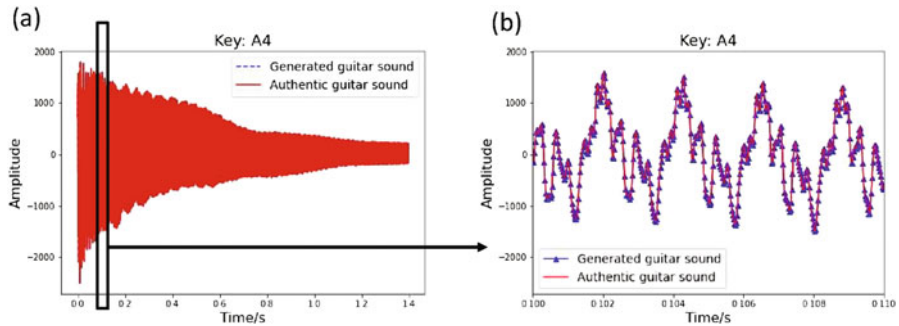 (a)
Key: A4
2000
1000
0
−1000
−2000
Amplitude
Generated guitar sound
Authentic guitar sound
0.0 0.2 0.4 0.6 0.8 1.0 1.2 1.4
Time/s
(b)
Key: A4
2000
1000
0
−1000
−2000
Amplitude
Generated guitar sound
Authentic guitar sound
0.100 0.102 0.104 0.106 0.108 0.110
Time/s